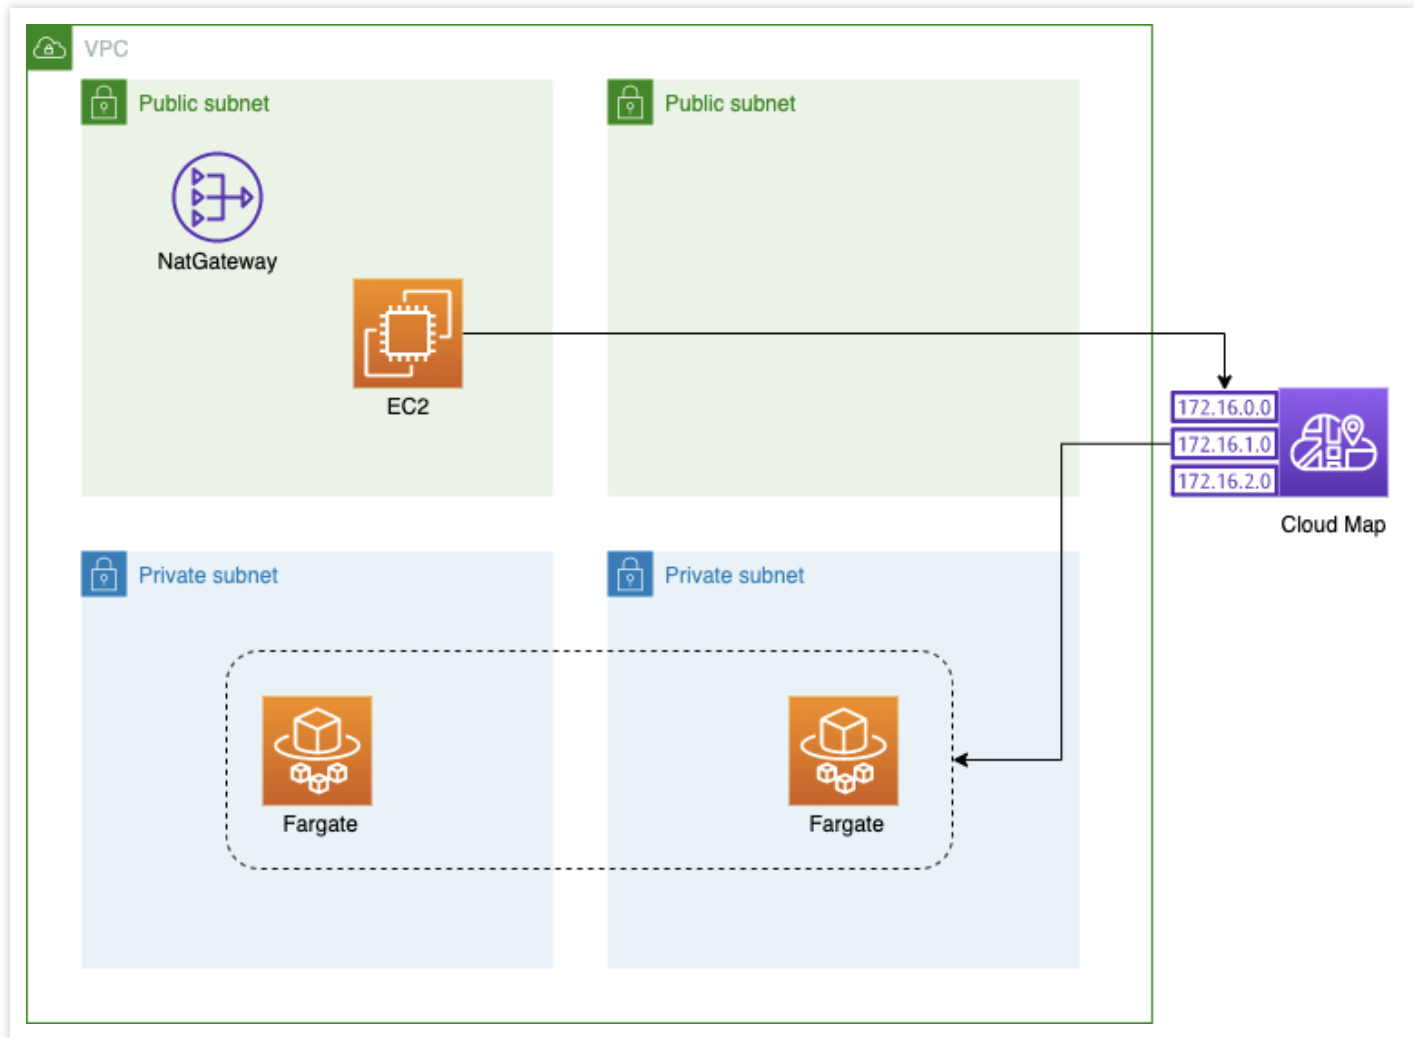 VPC
Public subnet
Public subnet
NatGateway
EC2
172.16.0.0
172.16.1.0
172.16.2.0
Cloud Map
Private subnet
Private subnet
Fargate
Fargate